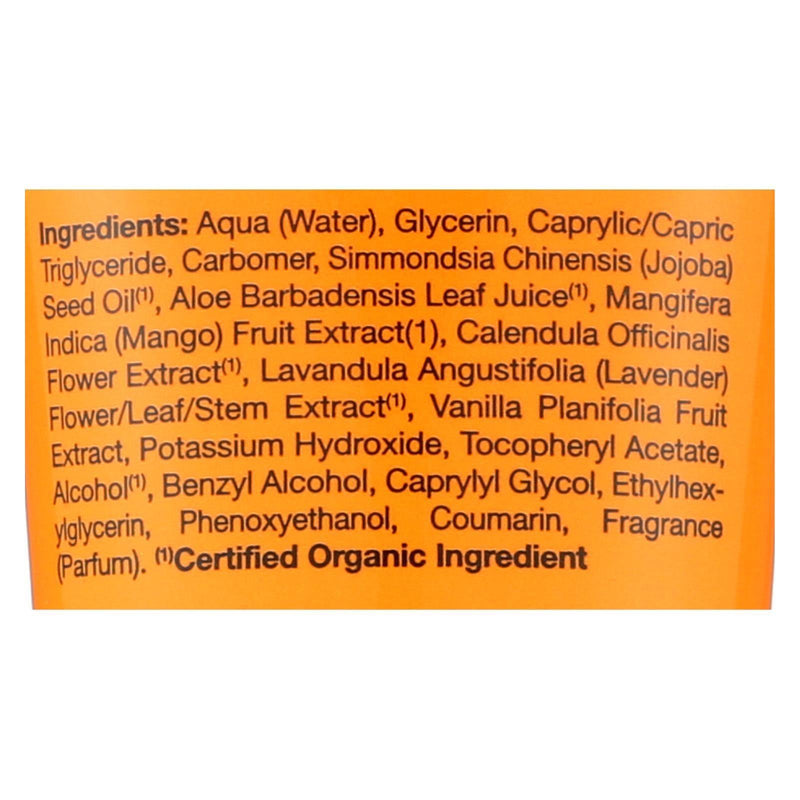 Ingredients: Aqua (Water), Glycerin, Caprylic/Capric
Triglyceride, Carbomer, Simmondsia Chinensis (Jojoba)
Seed Oil⁽¹⁾, Aloe Barbadensis Leaf Juice⁽¹⁾, Mangifera
Indica (Mango) Fruit Extract(1), Calendula Officinalis
Flower Extract⁽¹⁾, Lavandula Angustifolia (Lavender)
Flower/Leaf/Stem Extract⁽¹⁾, Vanilla Planifolia Fruit
Extract, Potassium Hydroxide, Tocopheryl Acetate,
Alcohol⁽¹⁾, Benzyl Alcohol, Caprylyl Glycol, Ethylhex-
ylglycerin, Phenoxyethanol, Coumarin, Fragrance
(Parfum). ⁽¹⁾Certified Organic Ingredient